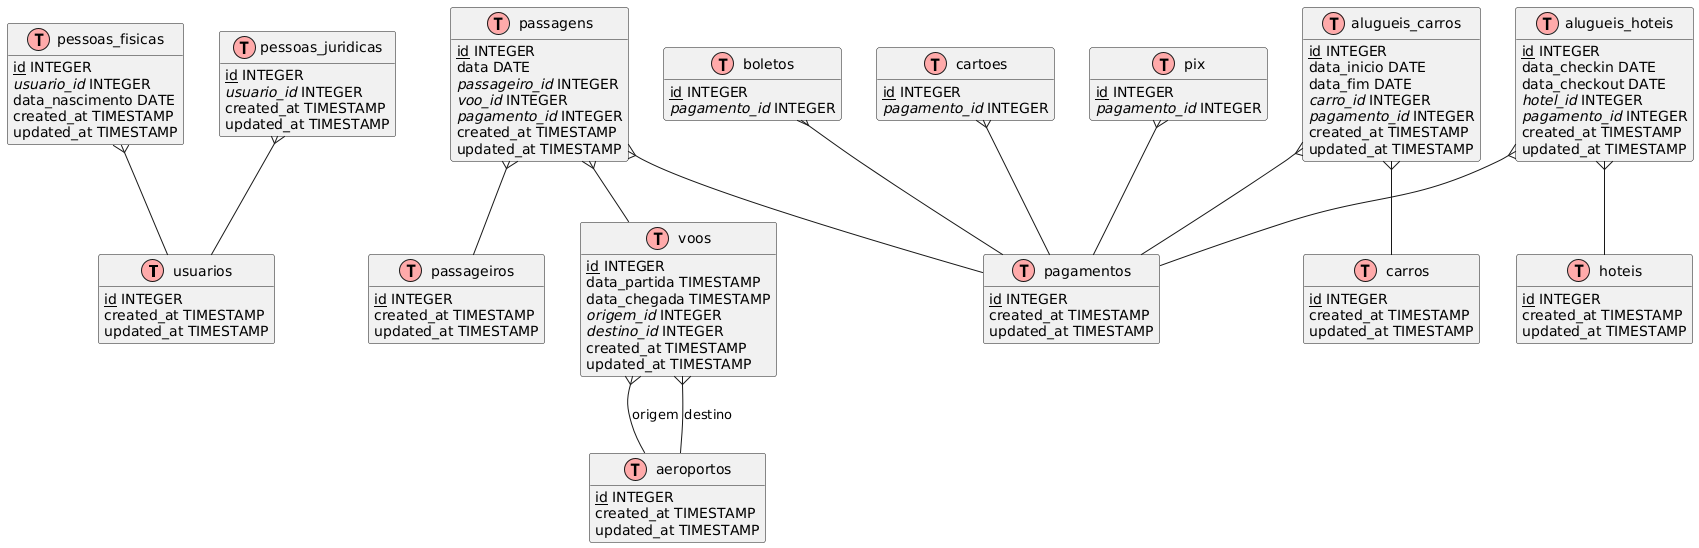 T pessoas_fisicas
id INTEGER
usuario_id INTEGER
data_nascimento DATE
created_at TIMESTAMP
updated_at TIMESTAMP
T pessoas_juridicas
id INTEGER
usuario_id INTEGER
created_at TIMESTAMP
updated_at TIMESTAMP
T passagens
id INTEGER
data DATE
passageiro_id INTEGER
voo_id INTEGER
pagamento_id INTEGER
created_at TIMESTAMP
updated_at TIMESTAMP
T boletos
id INTEGER
pagamento_id INTEGER
T cartoes
id INTEGER
pagamento_id INTEGER
T pix
id INTEGER
pagamento_id INTEGER
T alugueis_carros
id INTEGER
data_inicio DATE
data_fim DATE
carro_id INTEGER
pagamento_id INTEGER
created_at TIMESTAMP
updated_at TIMESTAMP
T alugueis_hoteis
id INTEGER
data_checkin DATE
data_checkout DATE
hotel_id INTEGER
pagamento_id INTEGER
created_at TIMESTAMP
updated_at TIMESTAMP
T usuarios
id INTEGER
created_at TIMESTAMP
updated_at TIMESTAMP
T passageiros
id INTEGER
created_at TIMESTAMP
updated_at TIMESTAMP
T voos
id INTEGER
data_partida TIMESTAMP
data_chegada TIMESTAMP
origem_id INTEGER
destino_id INTEGER
created_at TIMESTAMP
updated_at TIMESTAMP
T pagamentos
id INTEGER
created_at TIMESTAMP
updated_at TIMESTAMP
T carros
id INTEGER
created_at TIMESTAMP
updated_at TIMESTAMP
T hoteis
id INTEGER
created_at TIMESTAMP
updated_at TIMESTAMP
origem
destino
T aeroportos
id INTEGER
created_at TIMESTAMP
updated_at TIMESTAMP